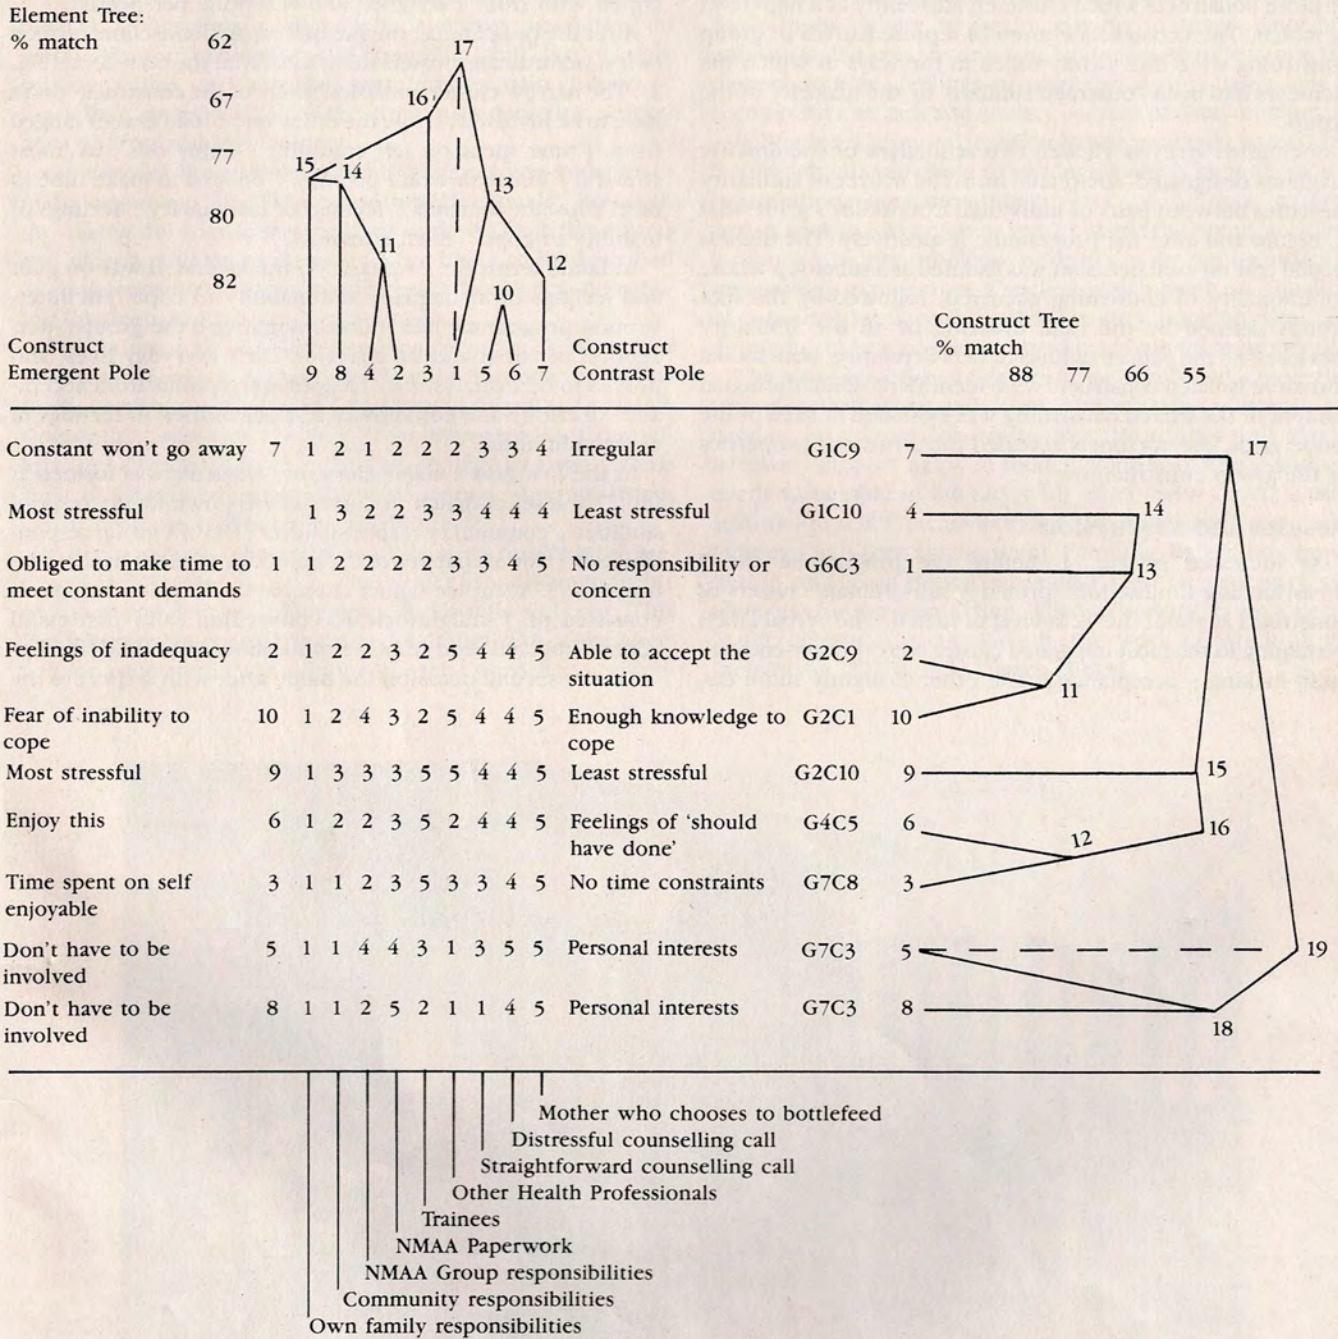 Element Tree:
% match 62
17
67
16
77
15 14
13
80
11
12
82
10
Construct Tree
% match
Construct Construct
Emergent Pole 9 8 4 2 3 1 5 6 7 Contrast Pole 88 77 66 55
Constant won't go away 7 1 2 1 2 2 2 3 3 4 Irregular G1C9 7 17
Most stressful 1 3 2 2 3 3 4 4 4 Least stressful G1C10 4 14
Obliged to make time to 1 1 2 2 2 2 3 3 4 5 No responsibility or G6C3 1 13
meet constant demands concern
Feelings of inadequacy 2 1 2 2 3 2 5 4 4 5 Able to accept the G2C9 2
situation
11
Fear of inability to 10 1 2 4 3 2 5 4 4 5 Enough knowledge to G2C1 10
cope cope
Most stressful 9 1 3 3 3 5 5 4 4 5 Least stressful G2C10 9 15
Enjoy this 6 1 2 2 3 5 2 4 4 5 Feelings of 'should G4C5 6 16
have done'
12
Time spent on self 3 1 1 2 3 5 3 3 4 5 No time constraints G7C8 3
enjoyable
Don't have to be 5 1 1 4 4 3 1 3 5 5 Personal interests G7C3 5 19
involved
Don't have to be 8 1 1 2 5 2 1 1 4 5 Personal interests G7C3 8
involved
18
Mother who chooses to bottlefeed
Distressful counselling call
Straightforward counselling call
Other Health Professionals
Trainees
NMAA Paperwork
NMAA Group responsibilities
Community responsibilities
Own family responsibilities